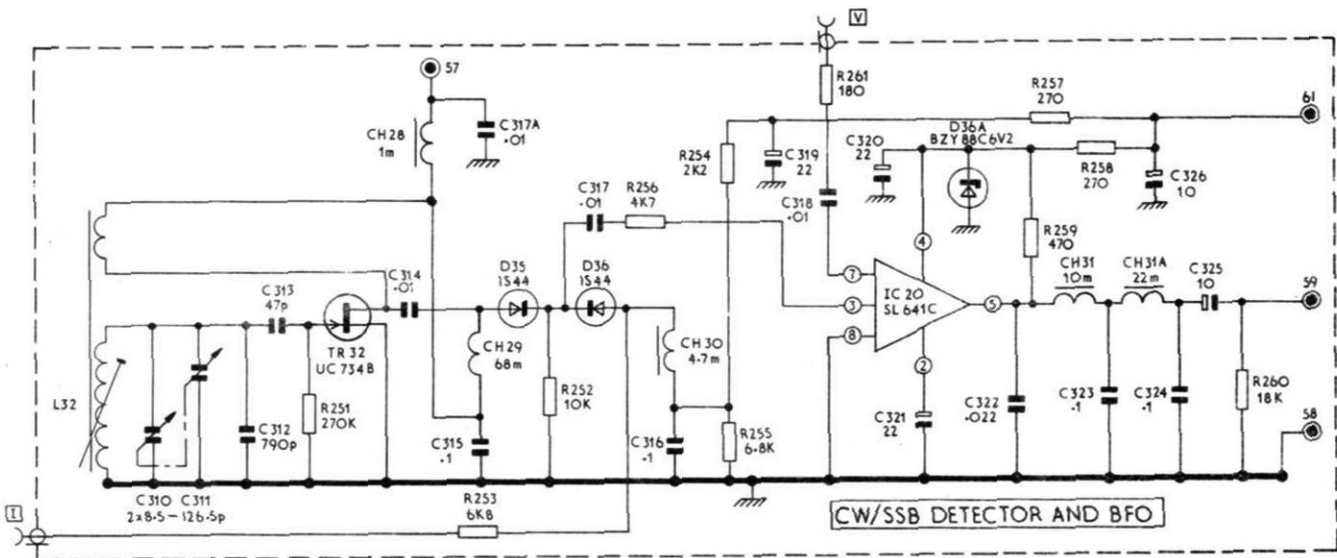 V
57
R261
180
R257
270
61
CH28
1m
C317A
·01
R254
2K2
C319
22
C320
22
D36A
BZY88C6V2
R258
270
C326
10
C317
·01
R256
4K7
C318
·01
R259
470
4
C313
47p
C314
·01
D35
1S44
D36
1S44
7
3
8
IC20
SL641C
5
2
CH31
10m
CH31A
22m
C325
10
59
TR32
UC734B
CH29
68m
CH30
4·7m
L32
R251
270K
R252
10K
C312
790p
C315
·1
C316
·1
R255
6·8K
C321
22
C322
·022
C323
·1
C324
·1
R260
18K
58
C310
C311
2x8·5-126·5p
R253
6K8
I
CW/SSB DETECTOR AND BFO